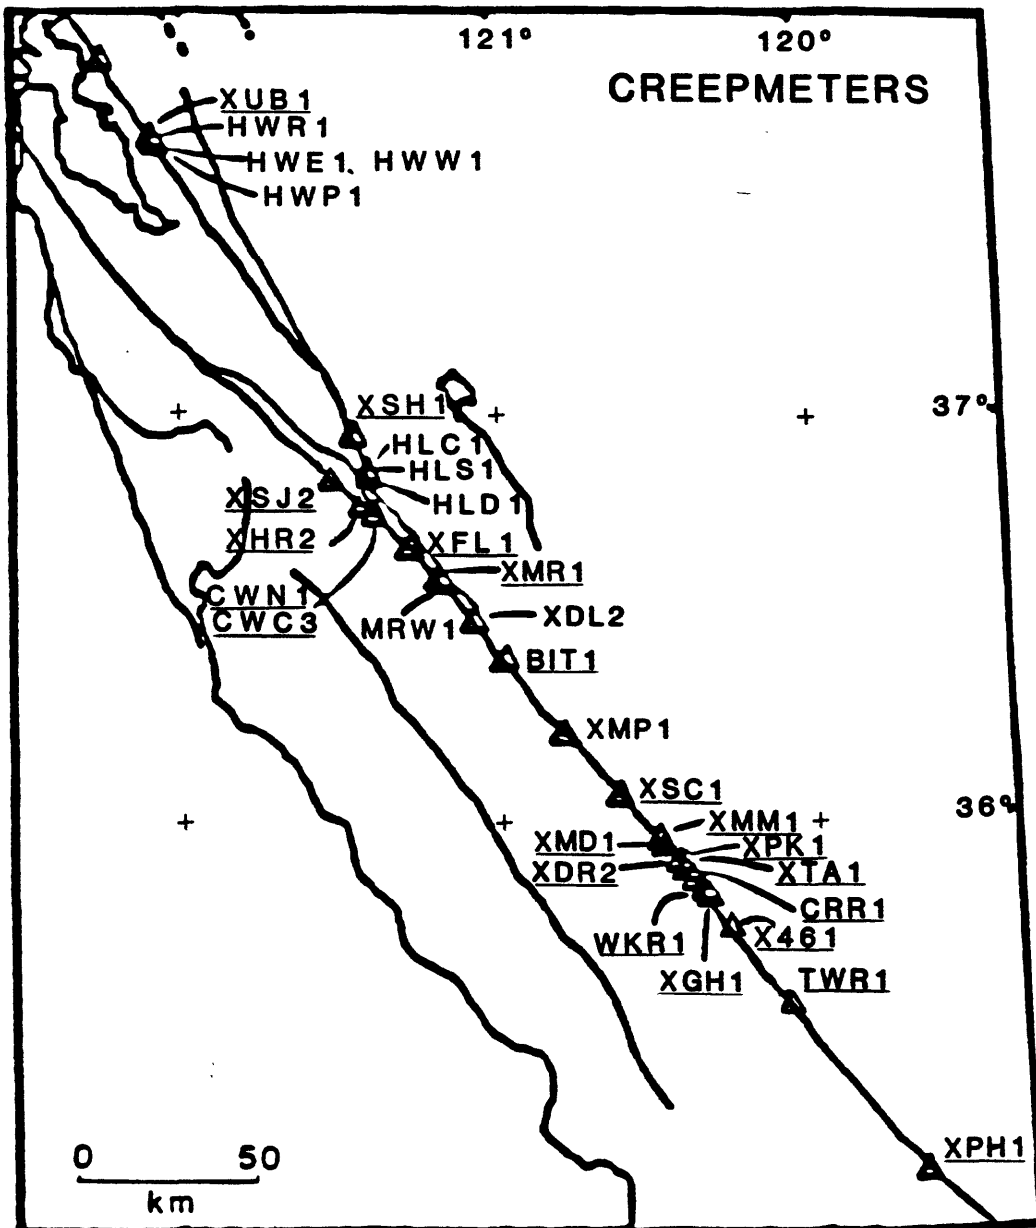 121° 120°
CREEPMETERS
XUB1
HWR1
HWE1, HWW1
HWP1
37°
XSH1
HLC1
HLS1
HLD1
XSJ2
XHR2
XFL1
XMR1
CWN1
CWC3
MRW1
XDL2
BIT1
XMP1
XSC1
36°
XMM1
XMD1
XPK1
XDR2
XTA1
CRR1
WKR1
X461
XGH1
TWR1
XPH1
0 50
km